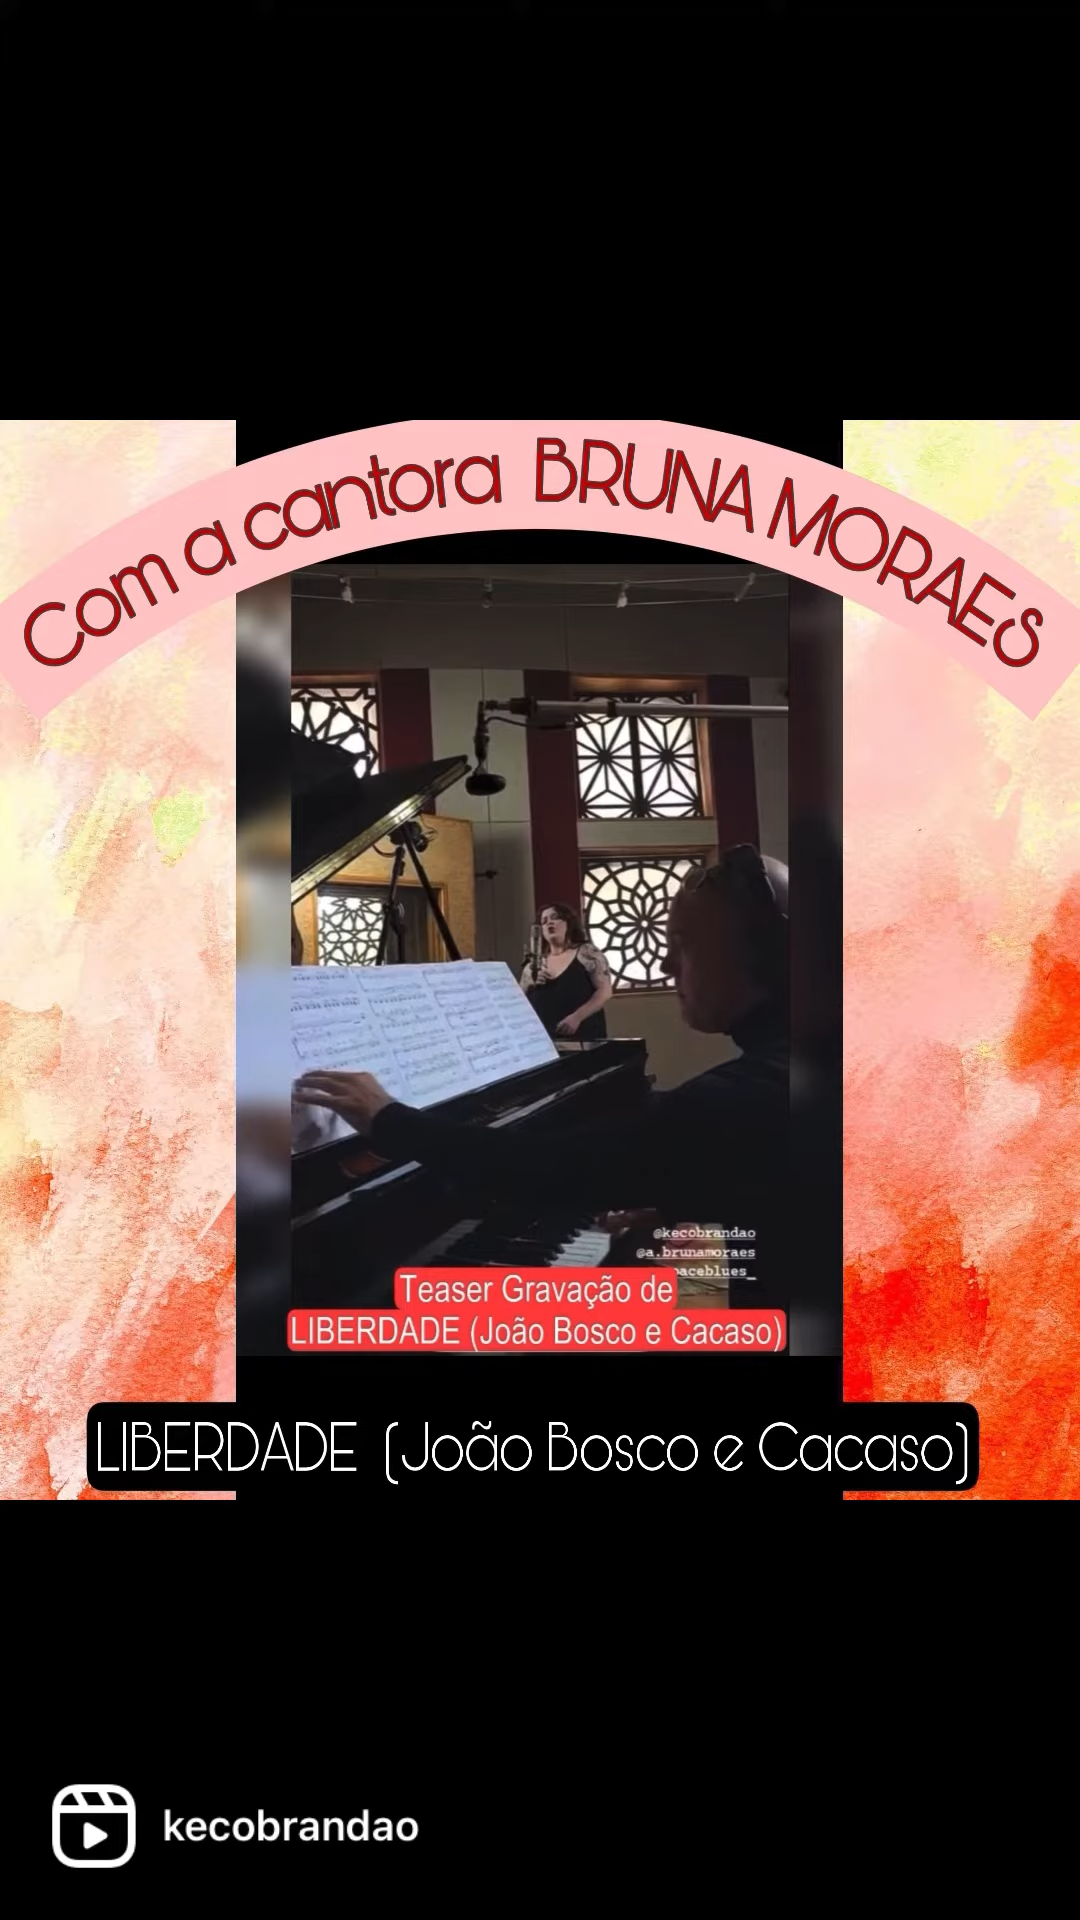 Com a cantora BRUNA MORAES
@kecobrandao
@a.brunamoraes
Teaser Gravação de
LIBERDADE (João Bosco e Cacaso)
LIBERDADE (João Bosco e Cacaso)
kecobrandao